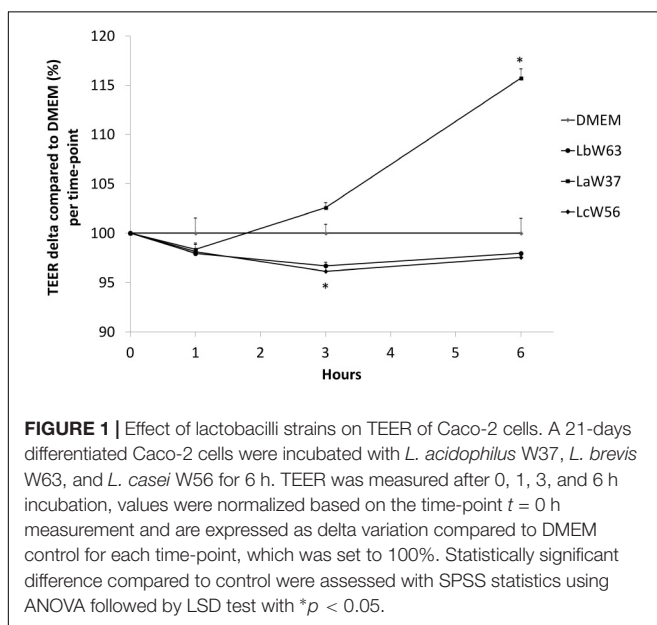 120
115
110
105
100
95
90
TEER delta compared to DMEM (%)
per time-point
*
*
*
0
1
2
3
4
5
6
Hours
DMEM
LbW63
LaW37
LcW56
FIGURE 1 | Effect of lactobacilli strains on TEER of Caco-2 cells. A 21-days
differentiated Caco-2 cells were incubated with L. acidophilus W37, L. brevis
W63, and L. casei W56 for 6 h. TEER was measured after 0, 1, 3, and 6 h
incubation, values were normalized based on the time-point t = 0 h
measurement and are expressed as delta variation compared to DMEM
control for each time-point, which was set to 100%. Statistically significant
difference compared to control were assessed with SPSS statistics using
ANOVA followed by LSD test with *p < 0.05.